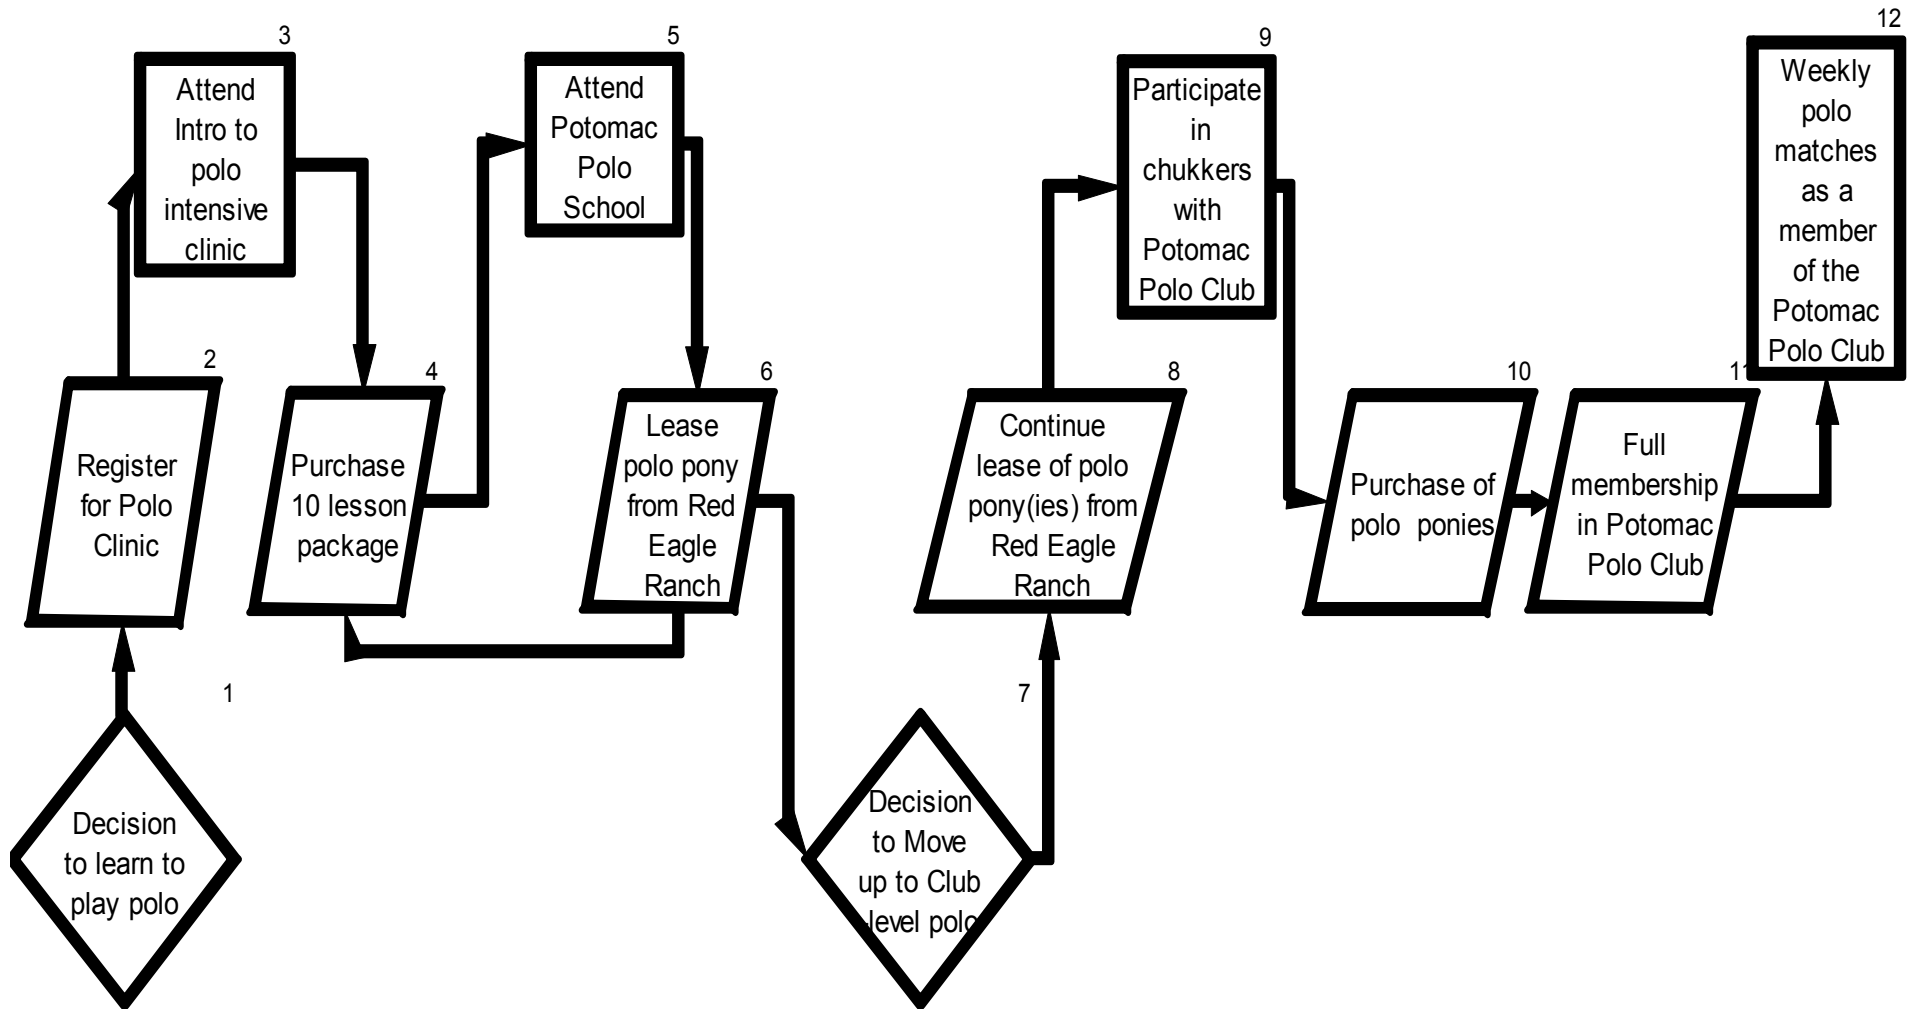 3
Attend
Intro to
polo
intensive
clinic
5
Attend
Potomac
Polo
School
9
Participate
in
chukkers
with
Potomac
Polo Club
12
Weekly
polo
matches
as a
member
of the
Potomac
Polo Club
2
Register
for Polo
Clinic
4
Purchase
10 lesson
package
6
Lease
polo pony
from Red
Eagle
Ranch
8
Continue
lease of polo
pony(ies) from
Red Eagle
Ranch
10
Purchase of
polo ponies
11
Full
membership
in Potomac
Polo Club
1
Decision
to learn to
play polo
7
Decision
to Move
up to Club
-level polo